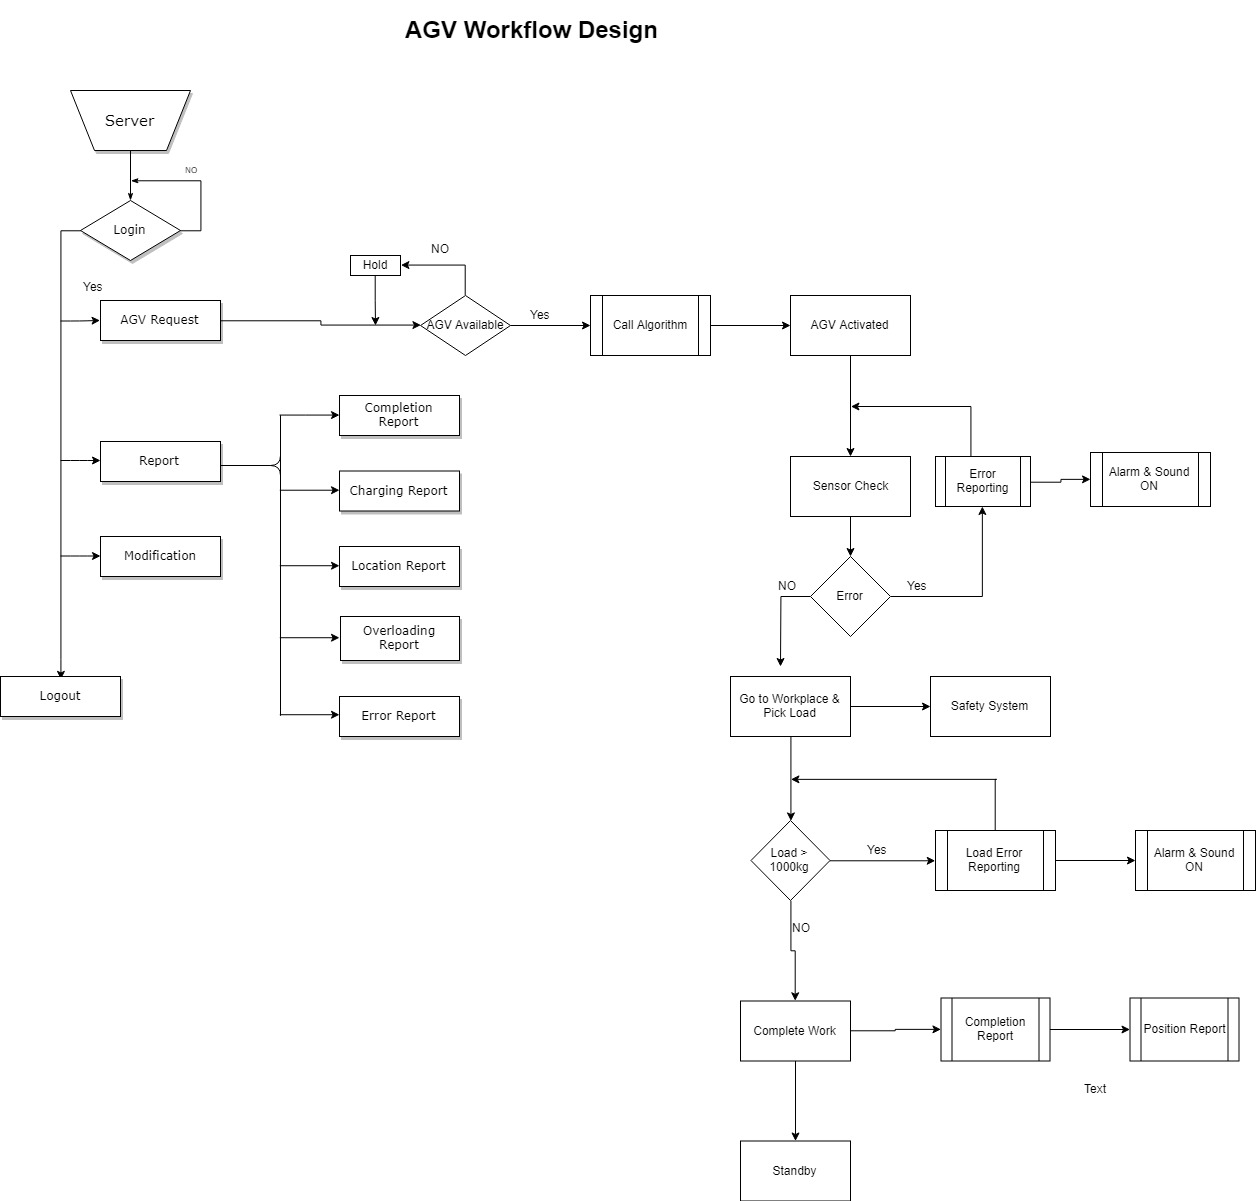 AGV Workflow Design
Server
NO
Login
Yes
AGV Request
Hold
NO
AGV Available
Yes
Call Algorithm
AGV Activated
Report
Completion
Report
Charging Report
Location Report
Overloading
Report
Error Report
Modification
Logout
Sensor Check
Error
Reporting
Alarm & Sound
ON
Error
NO
Yes
Go to Workplace &
Pick Load
Safety System
Load >
1000kg
Yes
Load Error
Reporting
Alarm & Sound
ON
NO
Complete Work
Completion
Report
Position Report
Text
Standby